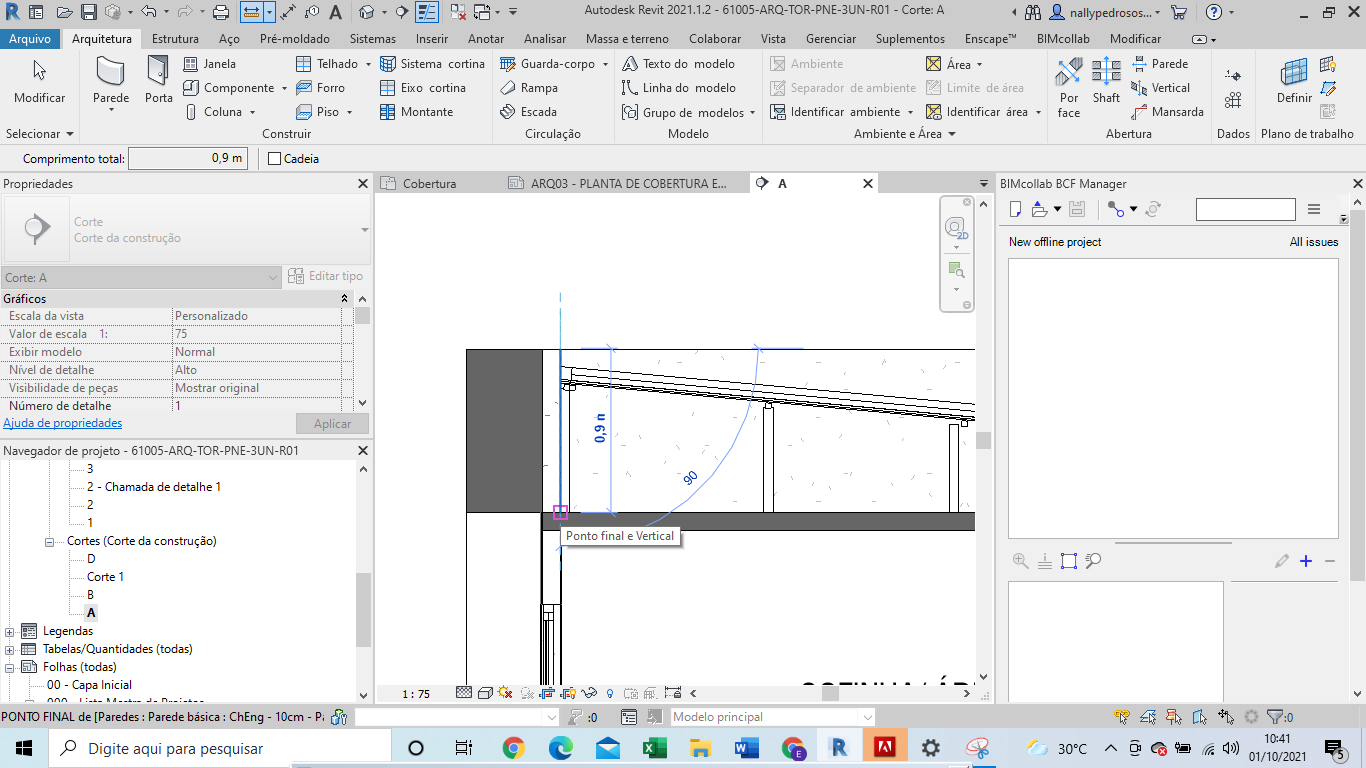 Autodesk Revit 2021.1.2 - 61005-ARQ-TOR-PNE-3UN-R01 - Corte: A
nallypedrosos...
Arquivo Arquitetura Estrutura Aço Pré-moldado Sistemas Inserir Anotar Analisar Massa e terreno Colaborar Vista Gerenciar Suplementos Enscape™ BIMcollab Modificar
Modificar
Parede
Porta
Janela
Componente
Coluna
Telhado
Forro
Piso
Sistema cortina
Eixo córtina
Montante
Guarda-corpo
Rampa
Escada
Texto do modelo
Linha do modelo
Grupo de modelos
Ambiente
Separador de ambiente
Identificar ambiente
Área
Limite de área
Identificar área
Por
face
Shaft
Parede
Vertical
Mansarda
Definir
Selecionar
Construir
Circulação
Modelo
Ambiente e Área
Abertura
Dados
Plano de trabalho
Comprimento total: 0,9 m Cadeia
Propriedades
Corte
Corte da construção
Corte: A
Editar tipo
Gráficos
Escala da vista Personalizado
Valor de escala 1: 75
Exibir modelo Normal
Nível de detalhe Alto
Visibilidade de peças Mostrar original
Número de detalhe 1
Ajuda de propriedades
Aplicar
Navegador de projeto - 61005-ARQ-TOR-PNE-3UN-R01
3
2 - Chamada de detalhe 1
2
1
Cortes (Corte da construção)
D
Corte 1
B
A
Legendas
Tabelas/Quantidades (todas)
Folhas (todas)
00 - Capa Inicial
Cobertura
ARQ03 - PLANTA DE COBERTURA E...
A
2D
0,9 n
90
Ponto final e Vertical
1 : 75
BIMcollab BCF Manager
New offline project
All issues
PONTO FINAL de [Paredes : Parede básica : ChEng - 10cm - Pa
:0
Modelo principal
:0
Digite aqui para pesquisar
30°C
10:41
01/10/2021
5